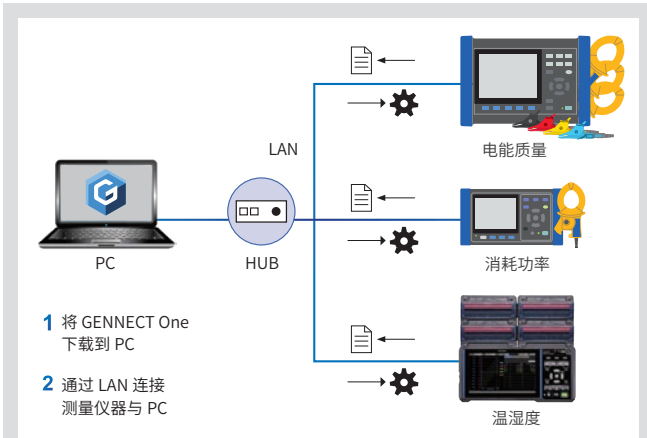 LAN
电能质量
PC
HUB
消耗功率
1 将 GENNECT One
下载到 PC
2 通过 LAN 连接
测量仪器与 PC
温湿度